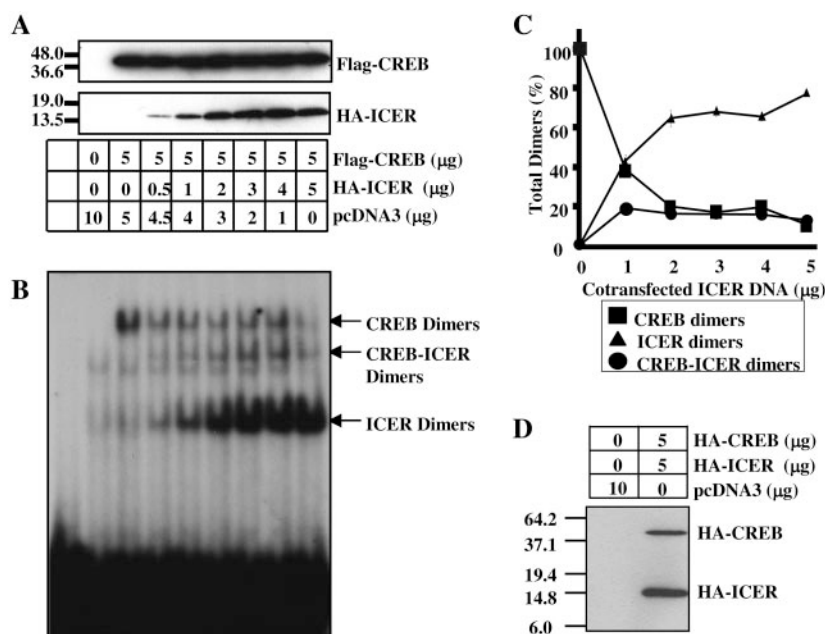 A
48.0
36.6
Flag-CREB
19.0
13.5
HA-ICER
0 5 5 5 5 5 5 5 Flag-CREB (µg)
0 0 0.5 1 2 3 4 5 HA-ICER (µg)
10 5 4.5 4 3 2 1 0 pcDNA3 (µg)
B
CREB Dimers
CREB-ICER
Dimers
ICER Dimers
C
Total Dimers (%)
100
80
60
40
20
0
0 1 2 3 4 5
Cotransfected ICER DNA (µg)
CREB dimers
ICER dimers
CREB-ICER dimers
D
0 5 HA-CREB (µg)
0 5 HA-ICER (µg)
10 0 pcDNA3 (µg)
64.2
37.1
HA-CREB
19.4
14.8
HA-ICER
6.0